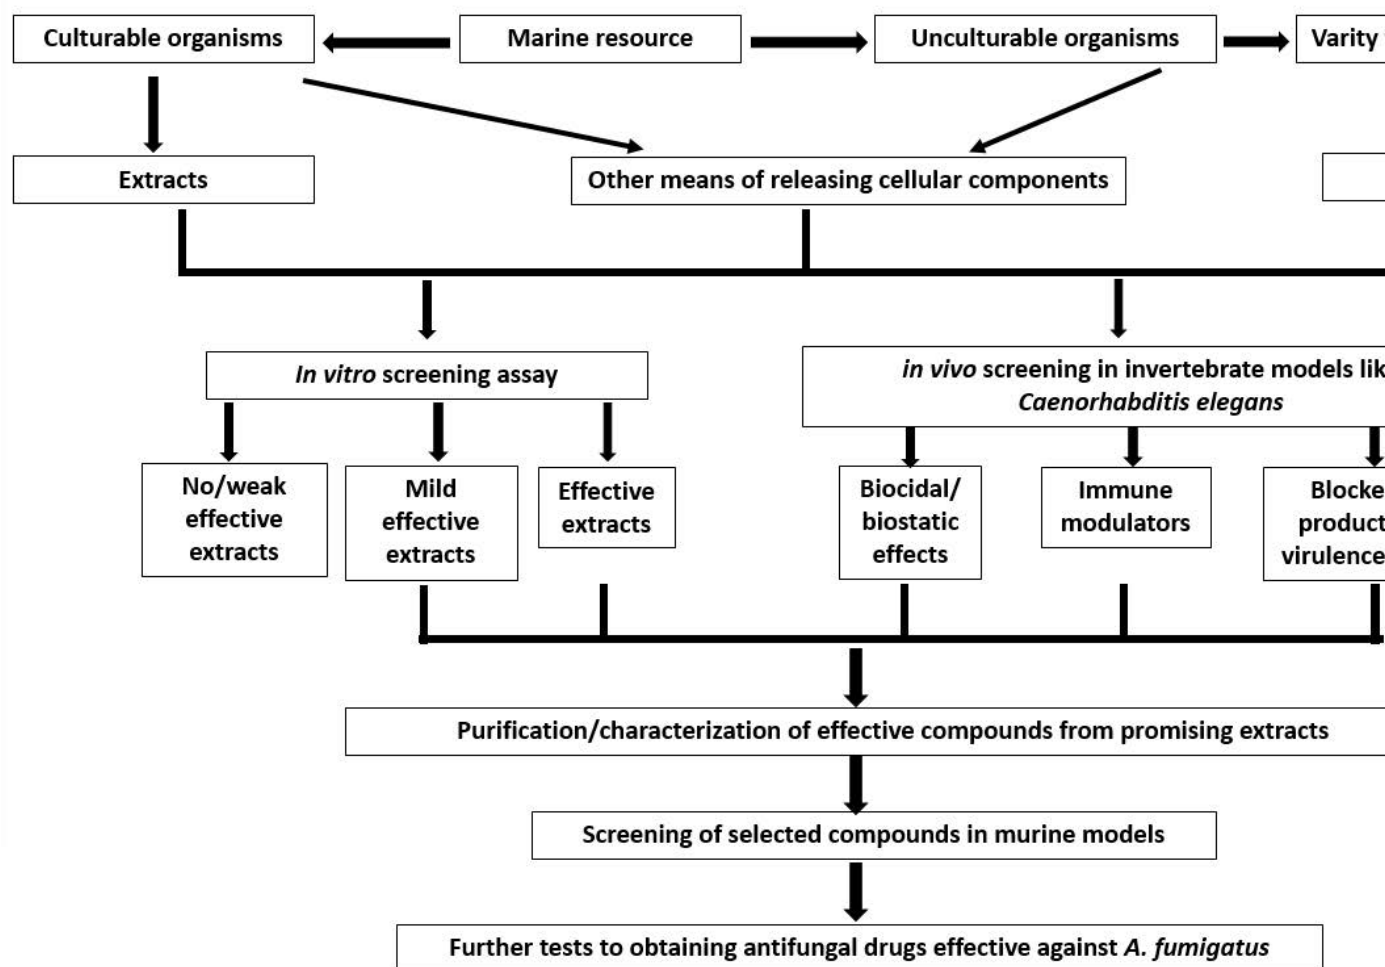 Culturable organisms
Marine resource
Unculturable organisms
Varity
Extracts
Other means of releasing cellular components
In vitro screening assay
in vivo screening in invertebrate models
Caenorhabditis elegans
No/weak
effective
extracts
Mild
effective
extracts
Effective
extracts
Biocidal/
biostatic
effects
Immune
modulators
virulence
Purification/characterization of effective compounds from promising extracts
Screening of selected compounds in murine models
Further tests to obtaining antifungal drugs effective against A. fumigatus